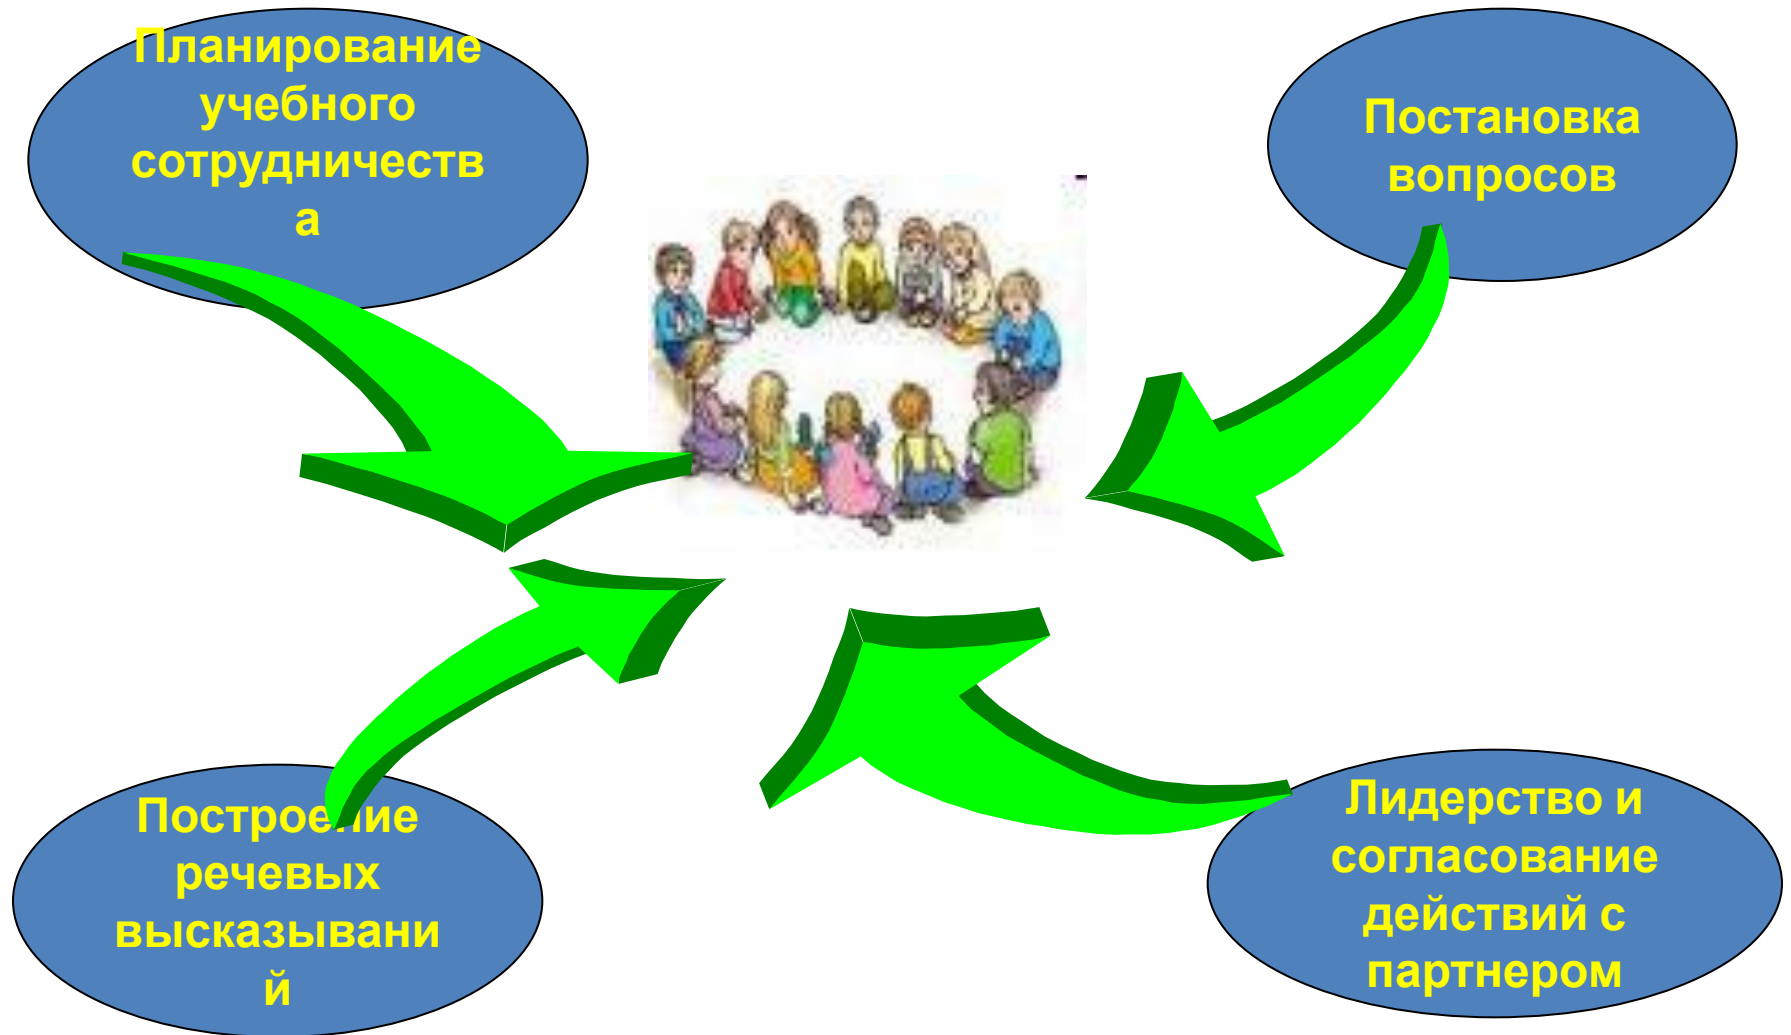 Планирование
учебного
сотрудничеств
а
Постановка
вопросов
Построение
речевых
высказывани
й
Лидерство и
согласование
действий с
партнером